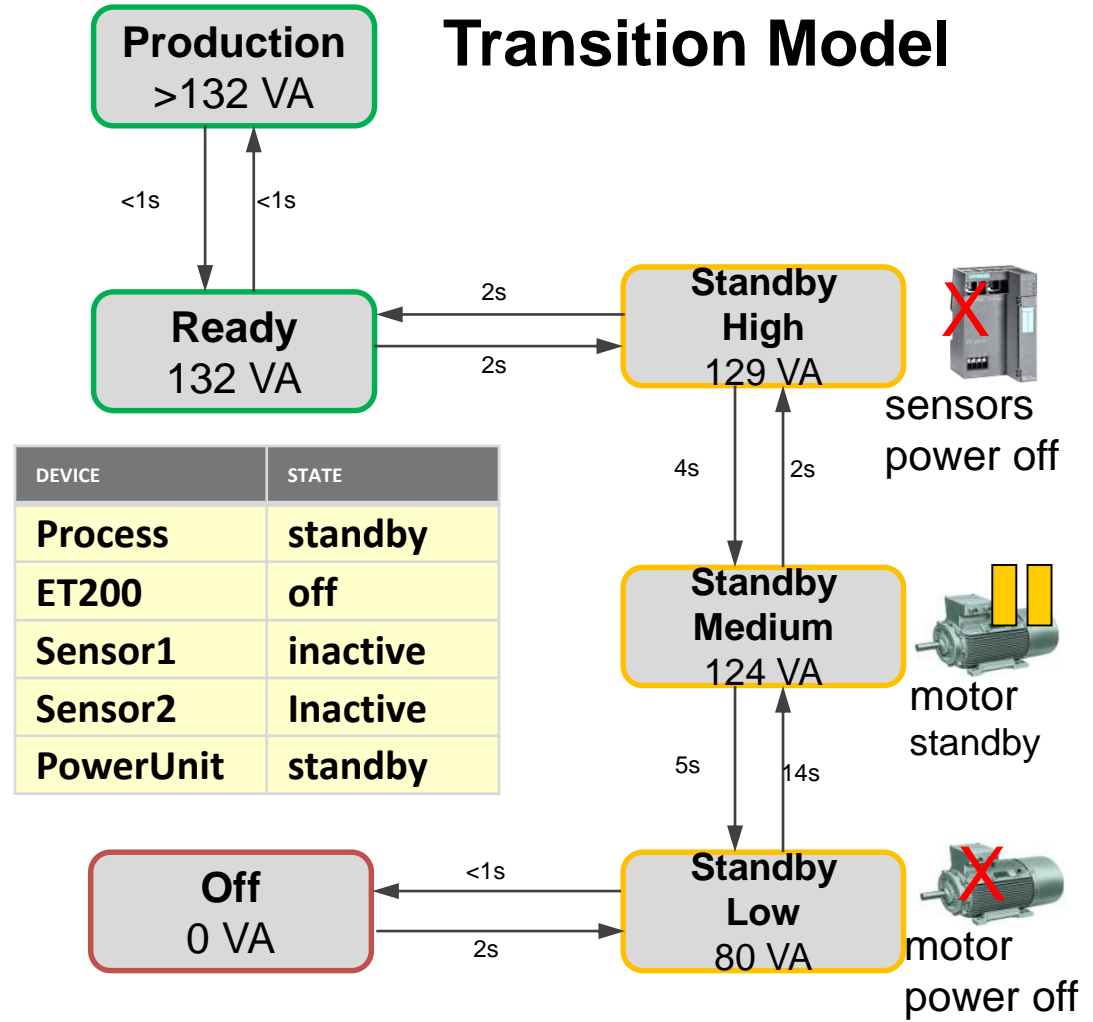 Transition Model
Production
>132 VA
<1s
<1s
Ready
132 VA
2s
2s
Standby
High
129 VA
X
sensors
power off
DEVICE STATE
Process standby
ET200 off
Sensor1 inactive
Sensor2 Inactive
PowerUnit standby
4s
2s
Standby
Medium
124 VA
motor
standby
5s
14s
Off
0 VA
<1s
2s
Standby
Low
80 VA
X
motor
power off